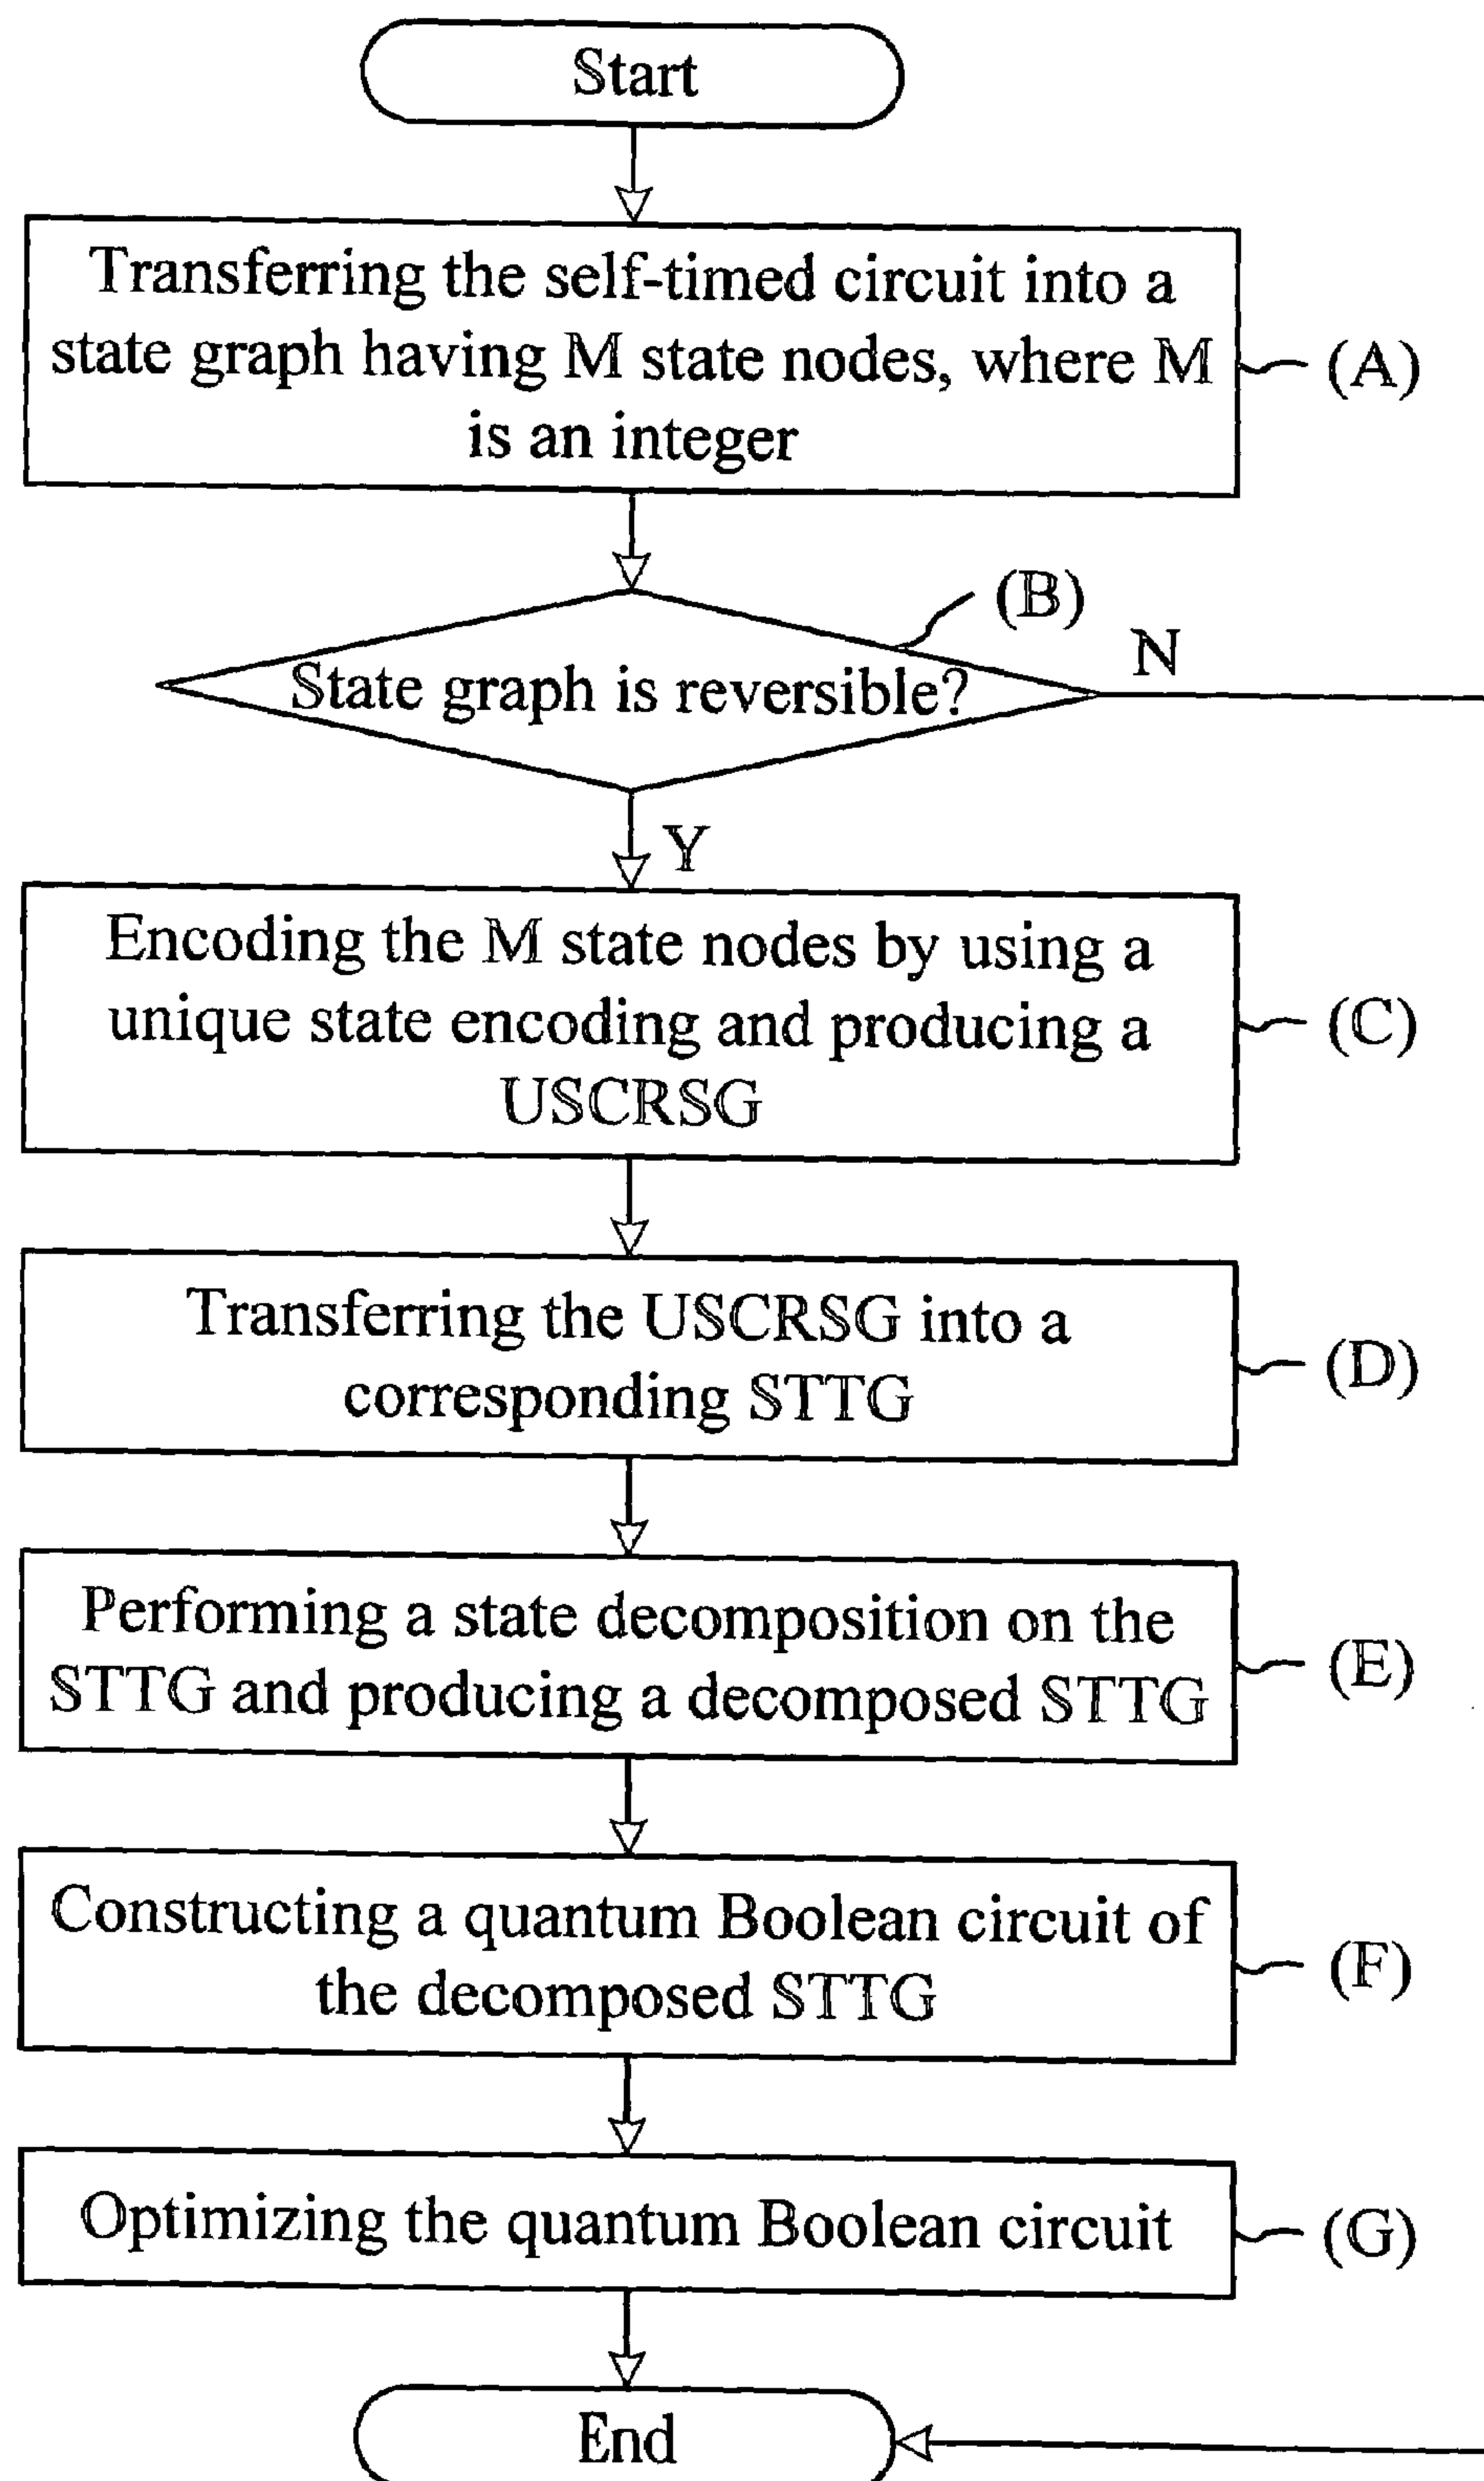 Start
Transferring the self-timed circuit into a
state graph having M state nodes, where M
is an integer
(A)
(B)
N
State graph is reversible?
Y
Encoding the M state nodes by using a
unique state encoding and producing a
USCRSG
(C)
Transferring the USCRSG into a
corresponding STTG
(D)
Performing a state decomposition on the
STTG and producing a decomposed STTG
(E)
Constructing a quantum Boolean circuit of
the decomposed STTG
(F)
Optimizing the quantum Boolean circuit
(G)
End